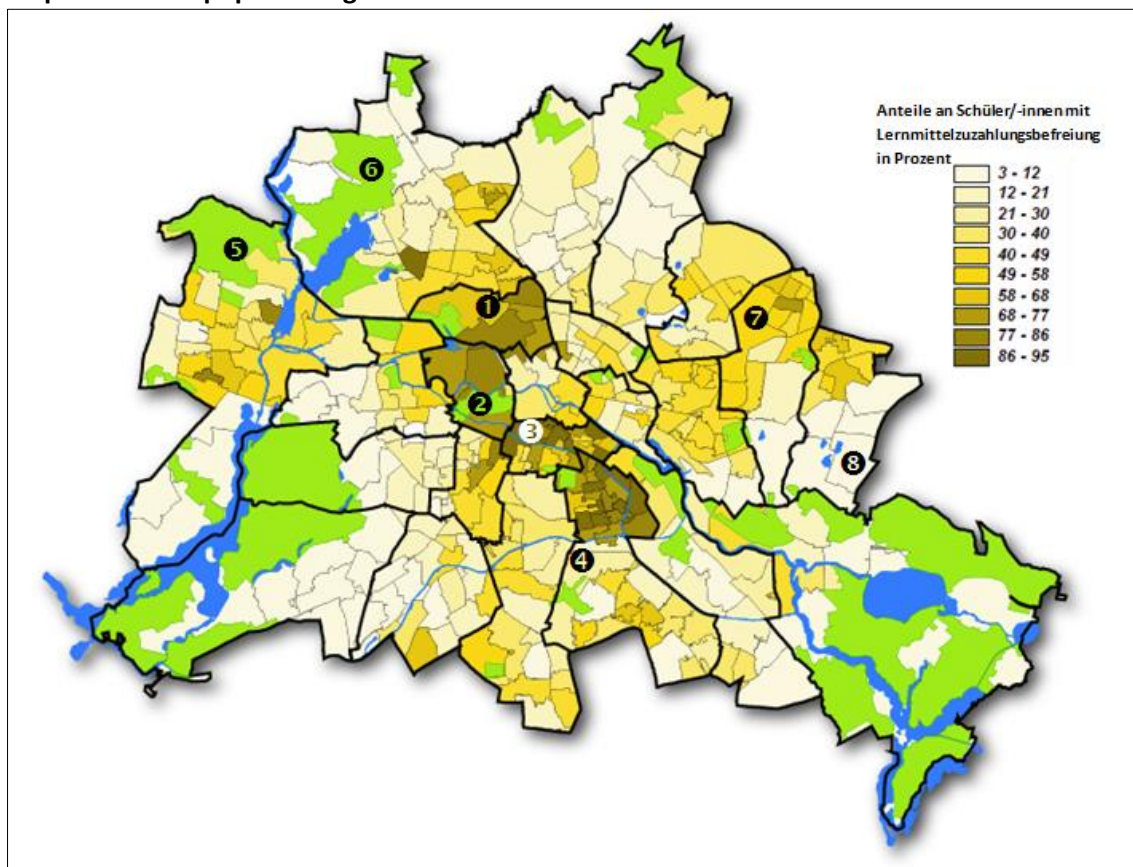 Anteile an Schüler/-innen mit
Lernmittelzuzahlungsbefreiung
in Prozent
3 - 12
12 - 21
21 - 30
30 - 40
40 - 49
49 - 58
58 - 68
68 - 77
77 - 86
86 - 95
6
5
1
7
2
3
8
4